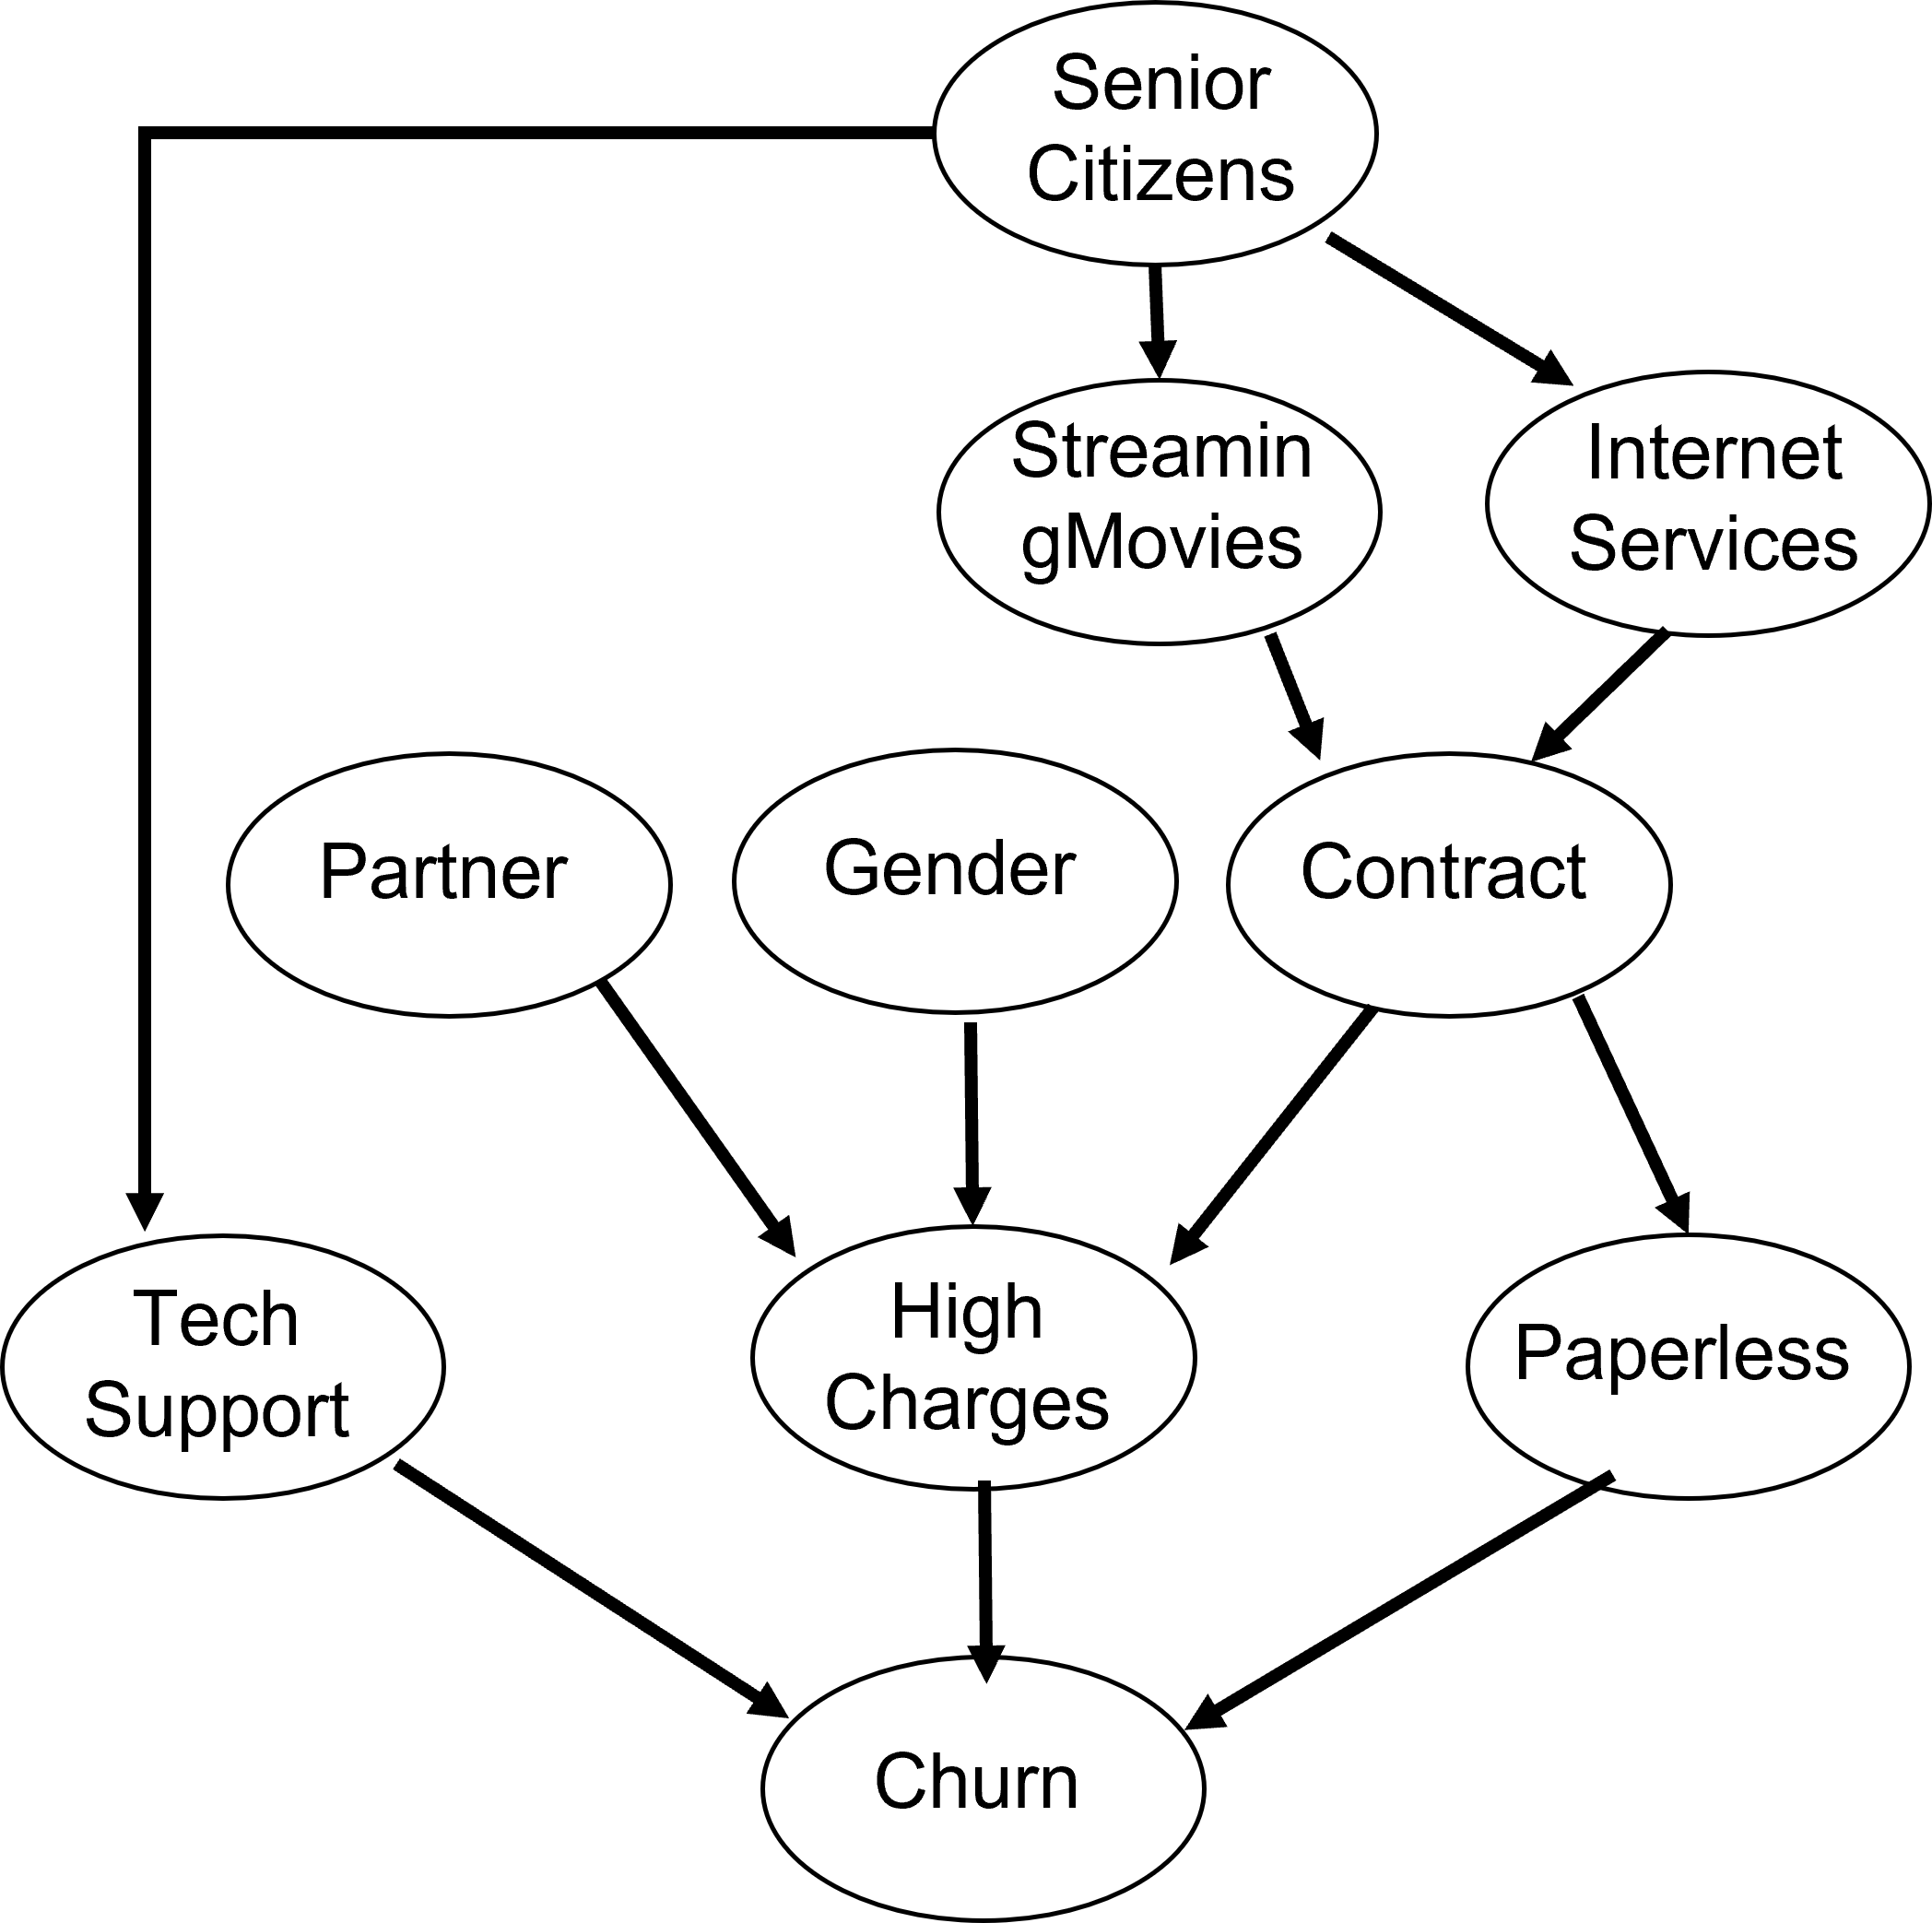 Senior
Citizens
Streamin
gMovies
Internet
Services
Partner
Gender
Contract
Tech
Support
High
Charges
Paperless
Churn